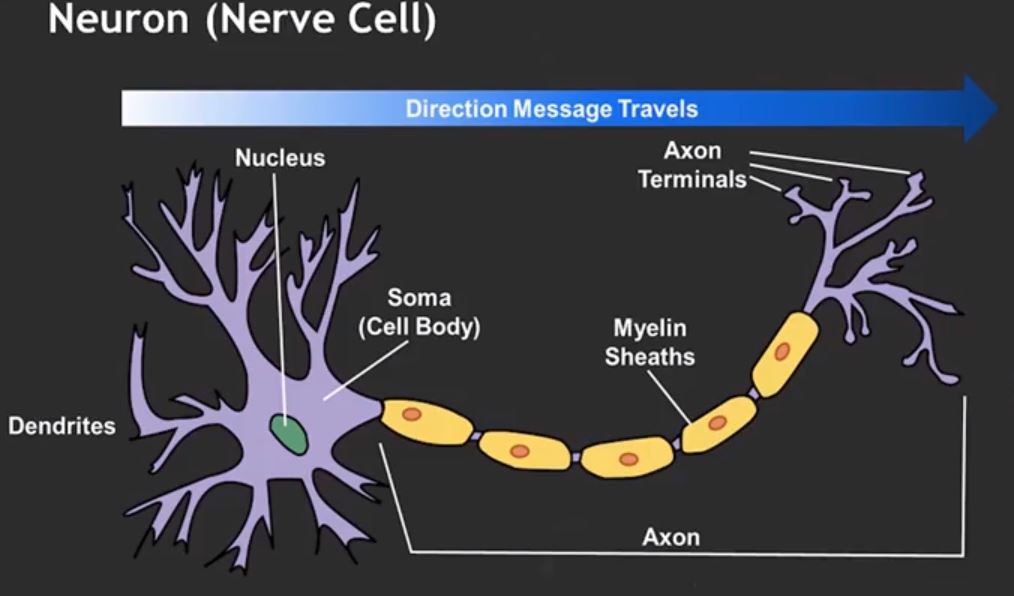 Neuron (Nerve Cell)
Direction Message Travels
Nucleus
Axon
Terminals
Soma
(Cell Body)
Myelin
Sheaths
Dendrites
Axon